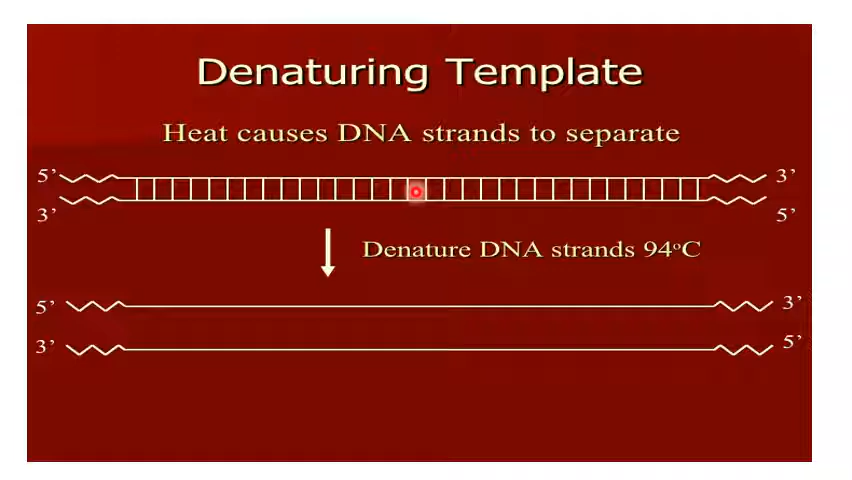 Denaturing Template
Heat causes DNA strands to separate
5’ 3’
3’ 5’
Denature DNA strands 94ºC
5’ 3’
3’ 5’